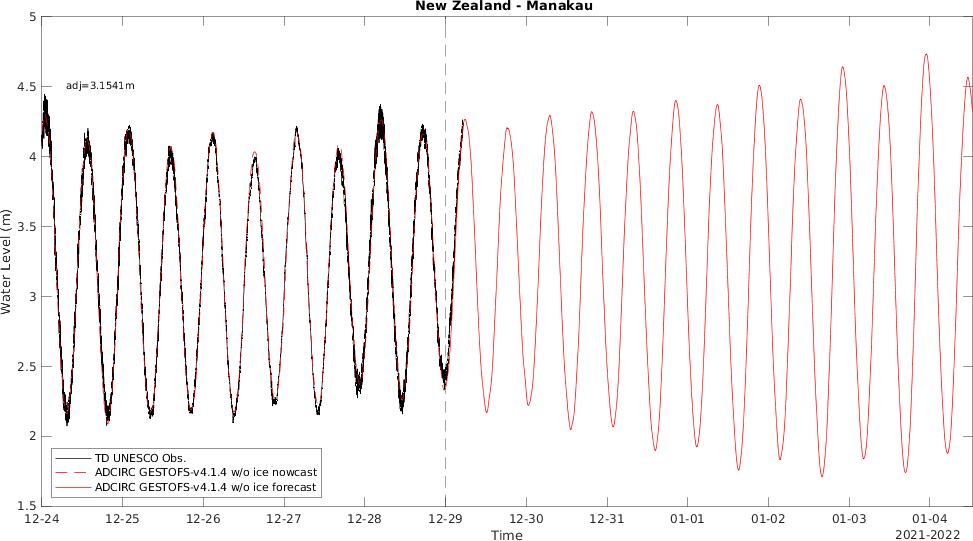 New Zealand - Manakau
5
4.5
4
3.5
3
2.5
2
1.5
Water Level (m)
adj=3.1541m
TD UNESCO Obs.
ADCIRC GESTOFS-v4.1.4 w/o ice nowcast
ADCIRC GESTOFS-v4.1.4 w/o ice forecast
12-24 12-25 12-26 12-27 12-28 12-29 12-30 12-31 01-01 01-02 01-03 01-04
Time
2021-2022